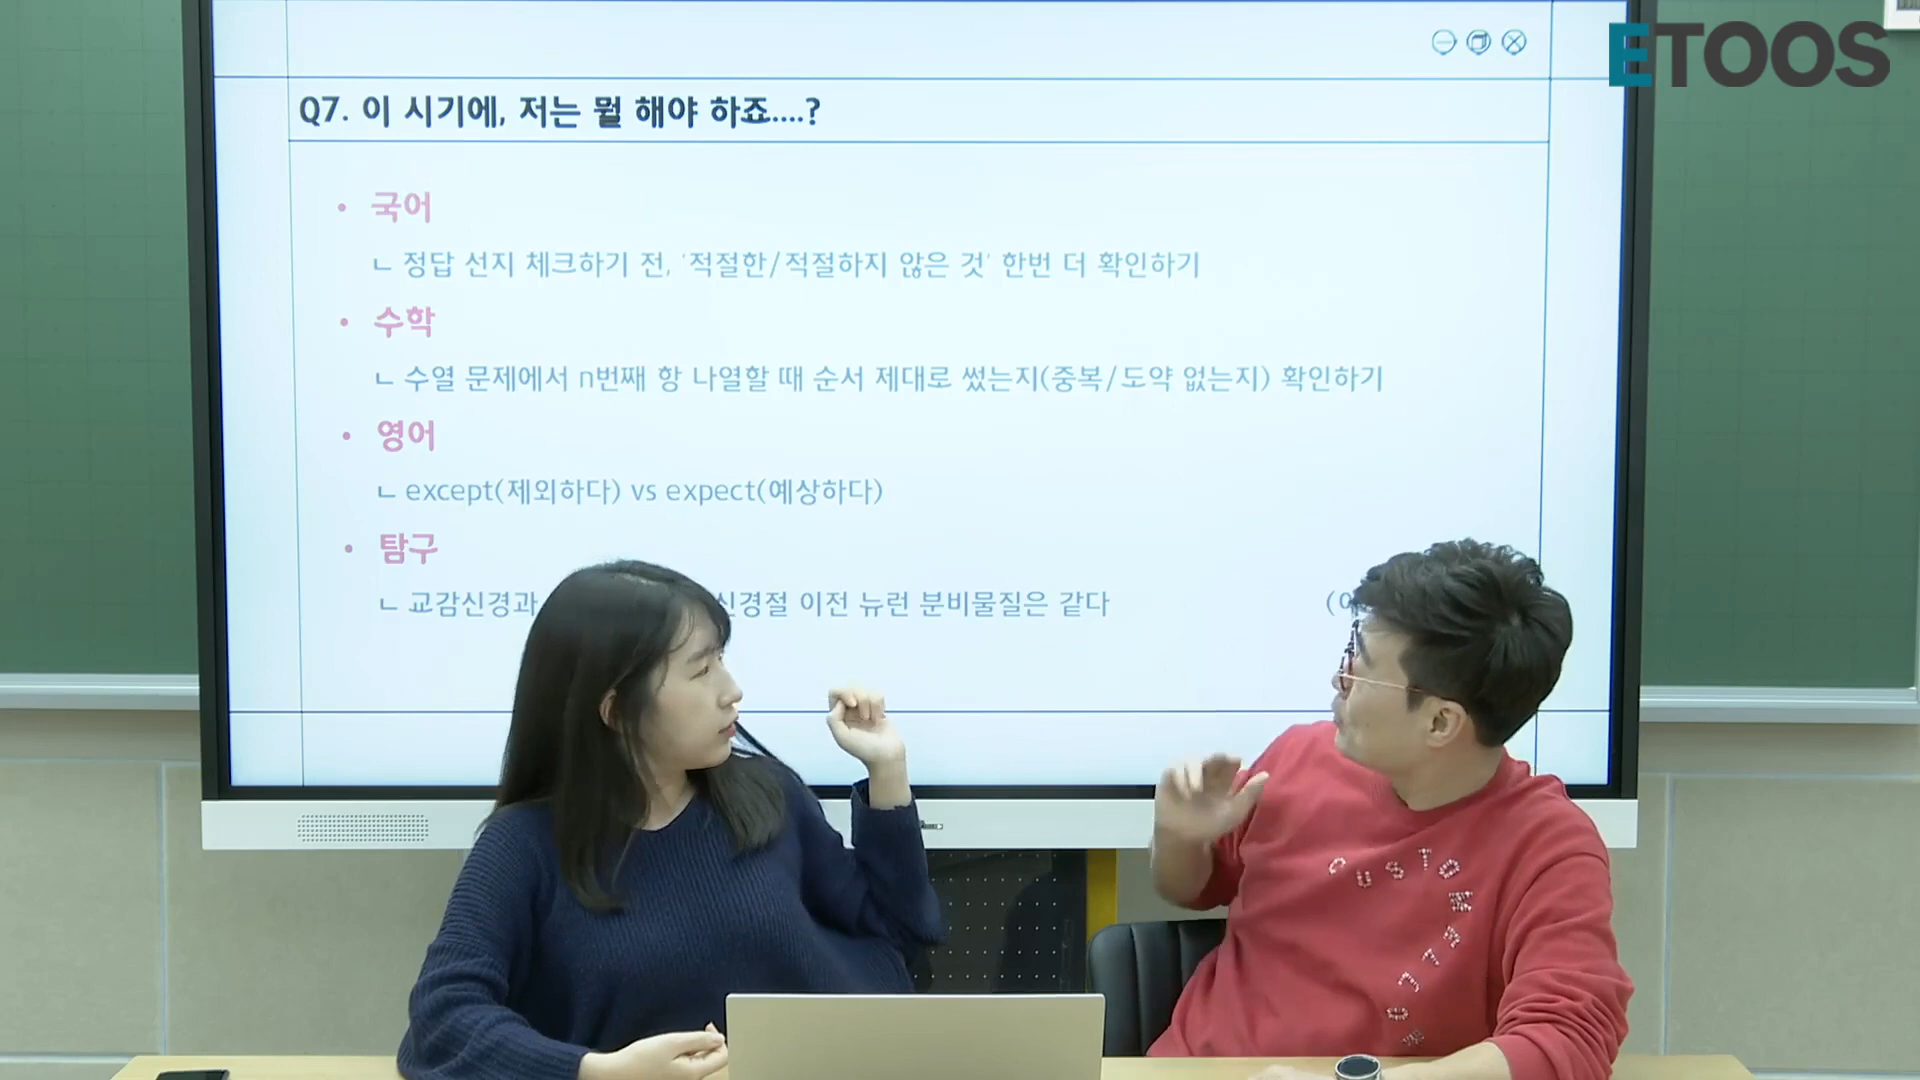 ETOOS
Q7. 이 시기에, 저는 뭘 해야 하죠....?
• 국어
ㄴ 정답 선지 체크하기 전, '적절한/적절하지 않은 것' 한번 더 확인하기
• 수학
ㄴ 수열 문제에서 n번째 항 나열할 때 순서 제대로 썼는지(중복/도약 없는지) 확인하기
• 영어
ㄴ except(제외하다) vs expect(예상하다)
• 탐구
ㄴ 교감신경과 신경절 이전 뉴런 분비물질은 같다
CUSTOMELLOW